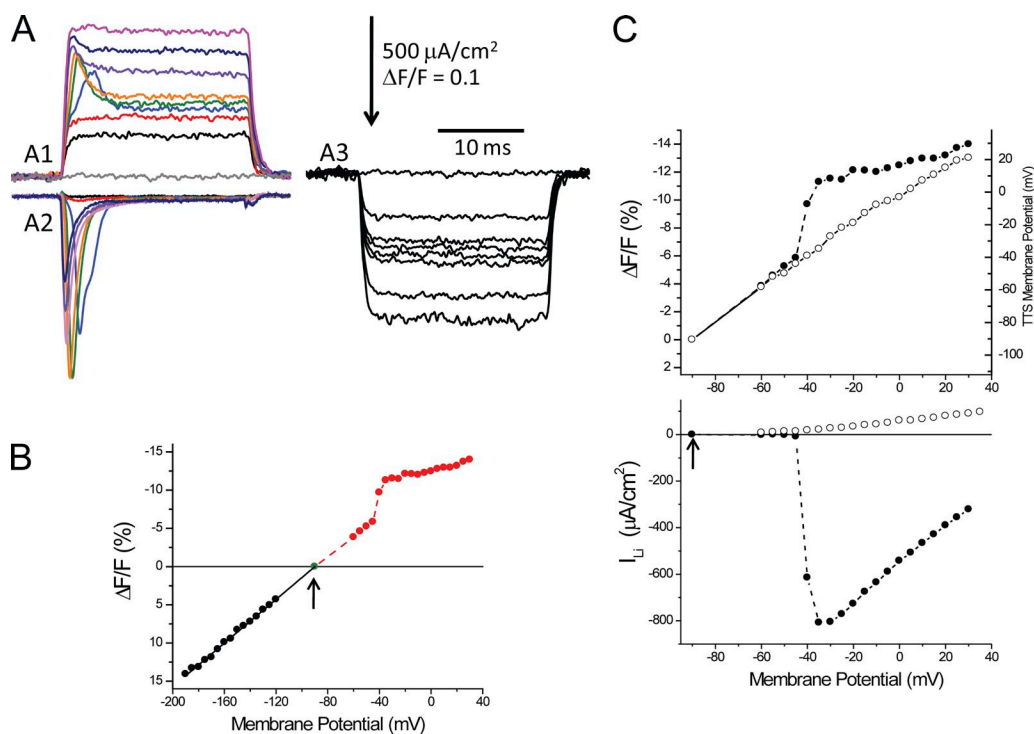 A
500 μA/cm²
ΔF/F = 0.1
A1
A3
10 ms
A2
B
-15
-10
-5
0
5
10
15
ΔF/F (%)
-200 -160 -120 -80 -40 0 40
Membrane Potential (mV)
C
-14
-12
-10
-8
-6
-4
-2
0
2
ΔF/F (%)
20
0
-20
-40
-60
-80
-100
TTS Membrane Potential (mV)
-80 -60 -40 -20 0 20 40
0
-200
-400
-600
-800
I Li (μA/cm²)
-80 -60 -40 -20 0 20 40
Membrane Potential (mV)